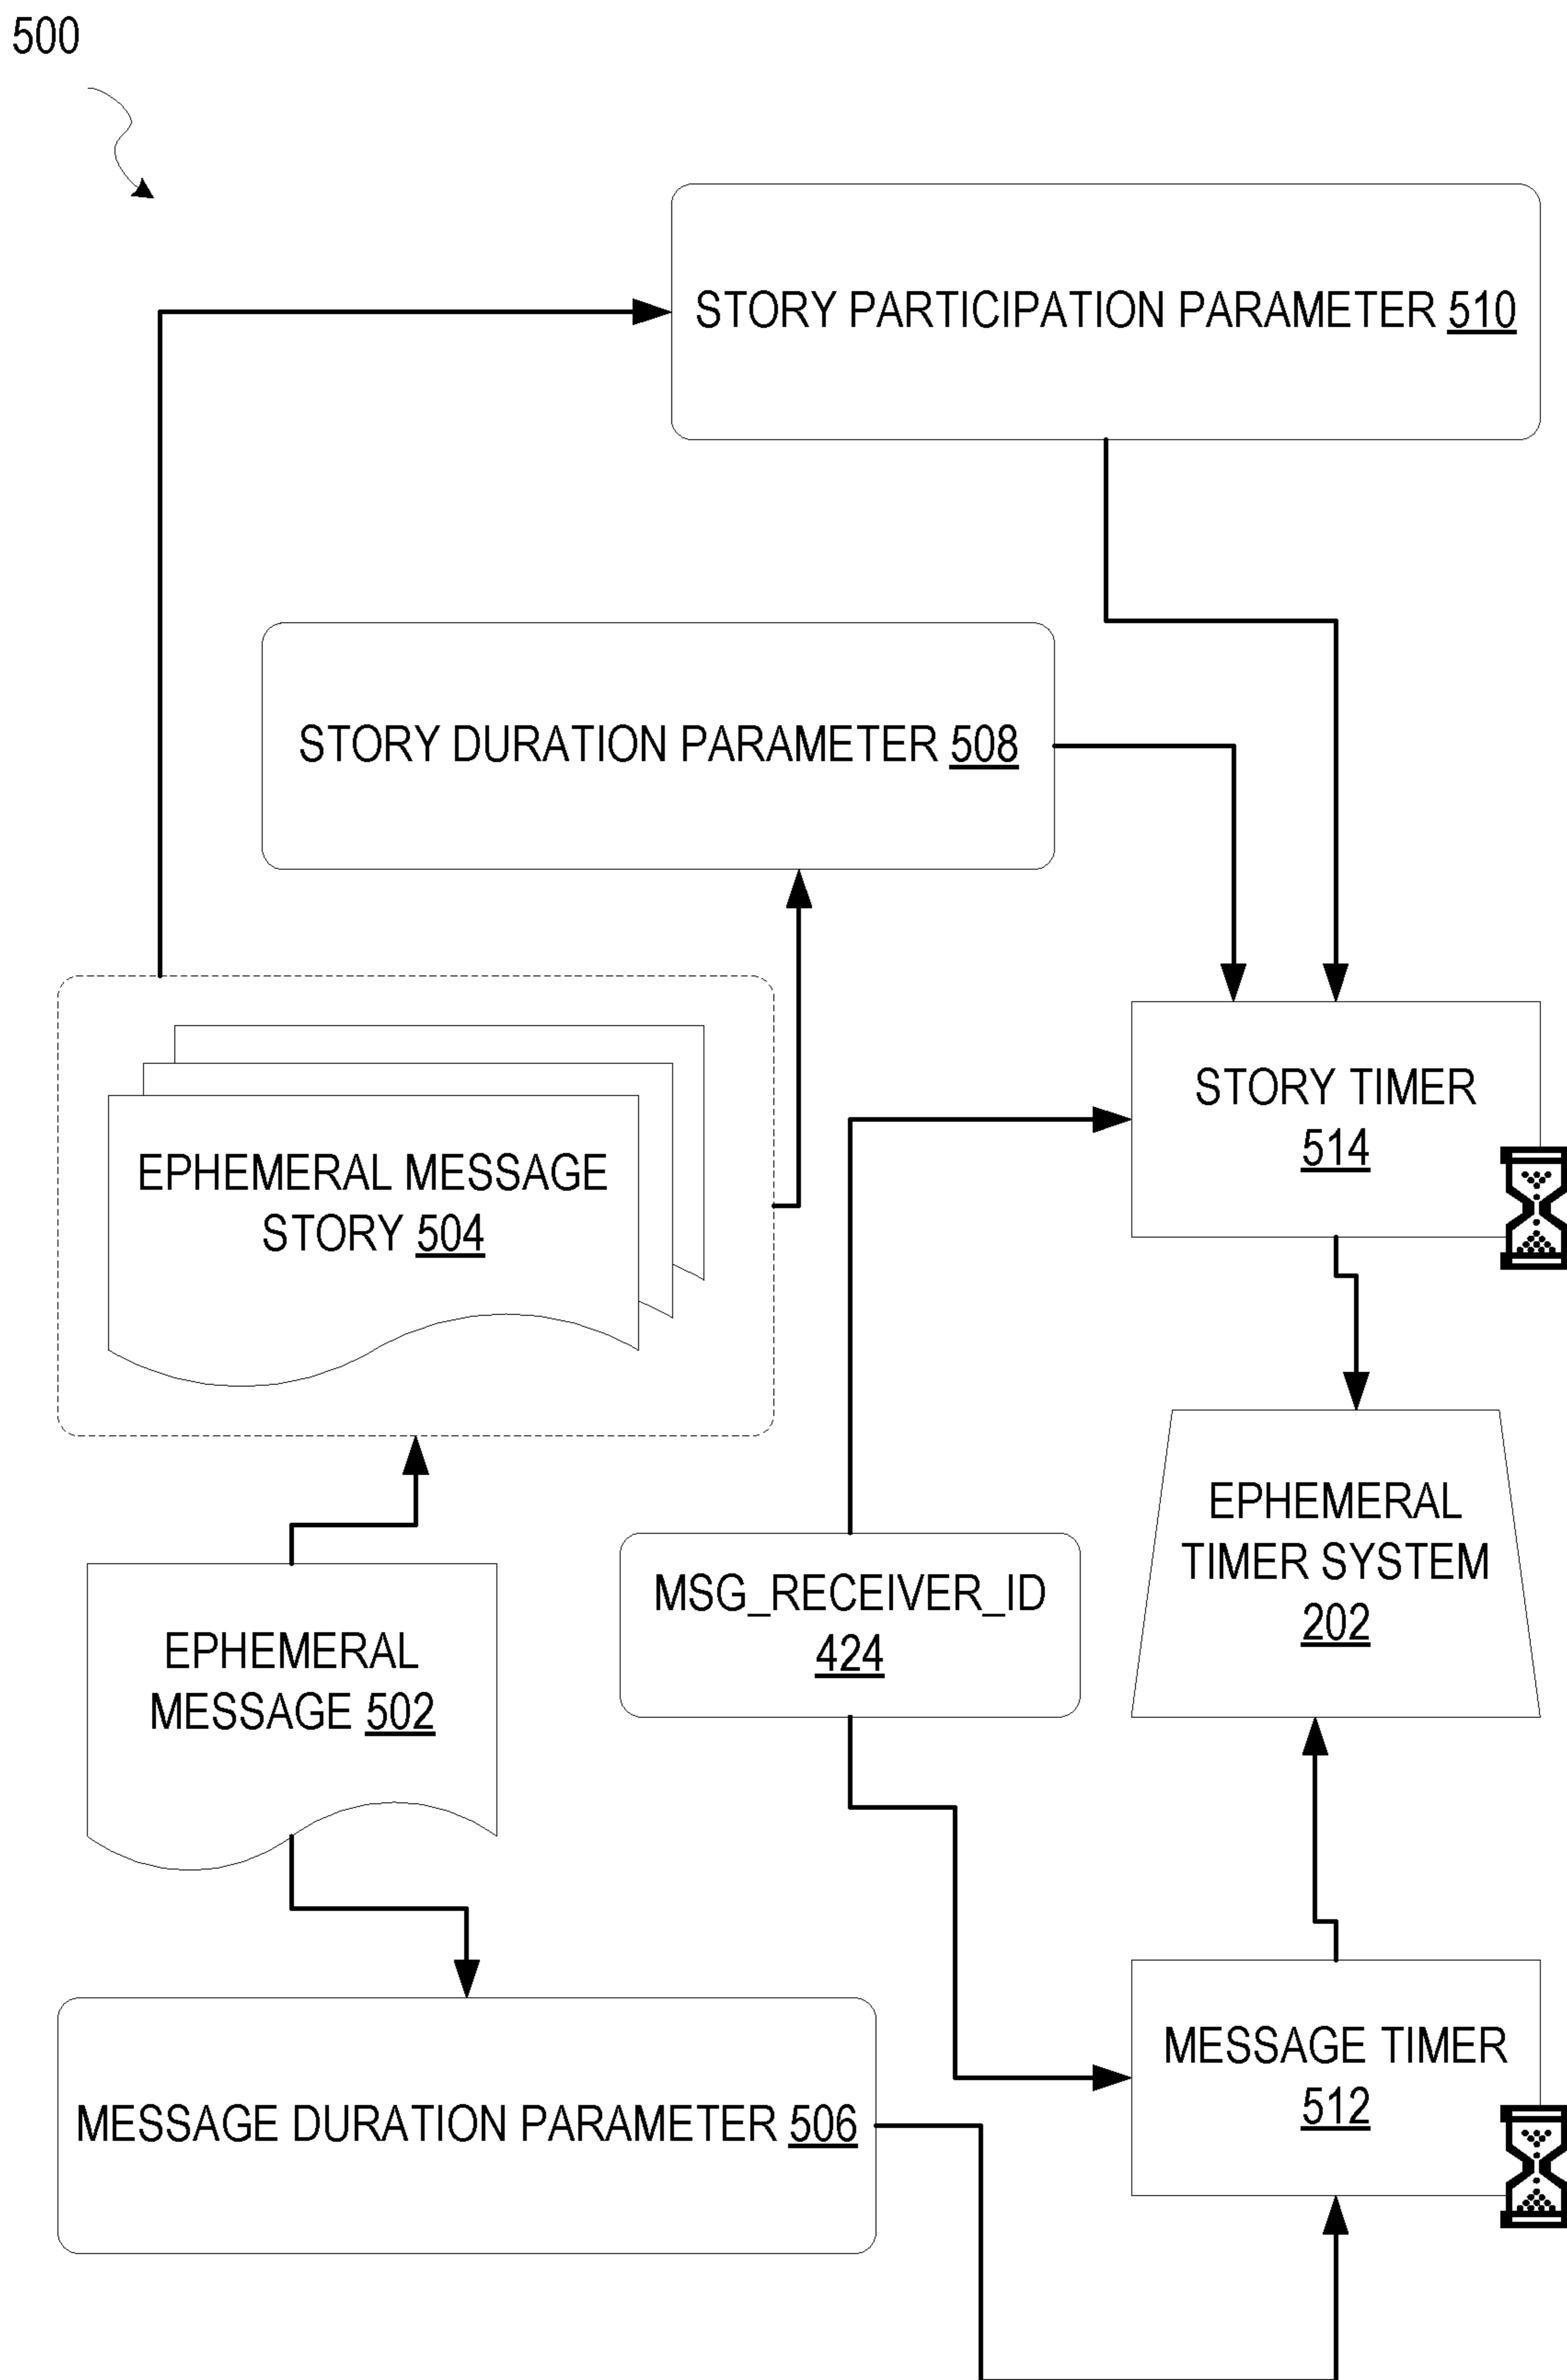 500
STORY PARTICIPATION PARAMETER 510
STORY DURATION PARAMETER 508
STORY TIMER
514
EPHEMERAL MESSAGE
STORY 504
EPHEMERAL
TIMER SYSTEM
202
MSG_RECEIVER_ID
424
EPHEMERAL
MESSAGE 502
MESSAGE TIMER
512
MESSAGE DURATION PARAMETER 506